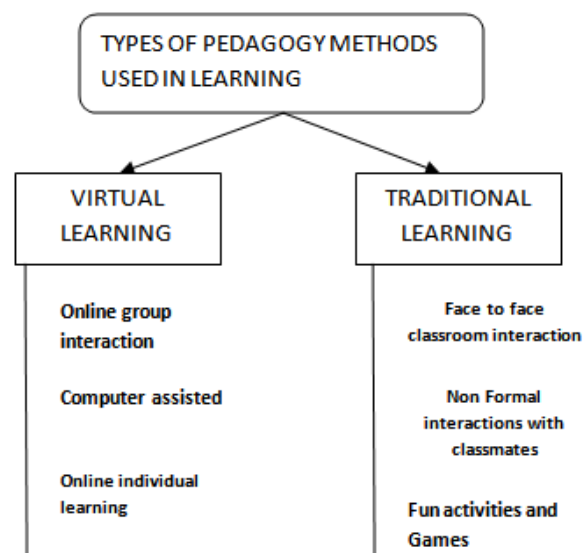 TYPES OF PEDAGOGY METHODS
USED IN LEARNING
VIRTUAL
LEARNING
Online group
interaction
Computer assisted
Online individual
learning
TRADITIONAL
LEARNING
Face to face
classroom interaction
Non Formal
interactions with
classmates
Fun activities and
Games